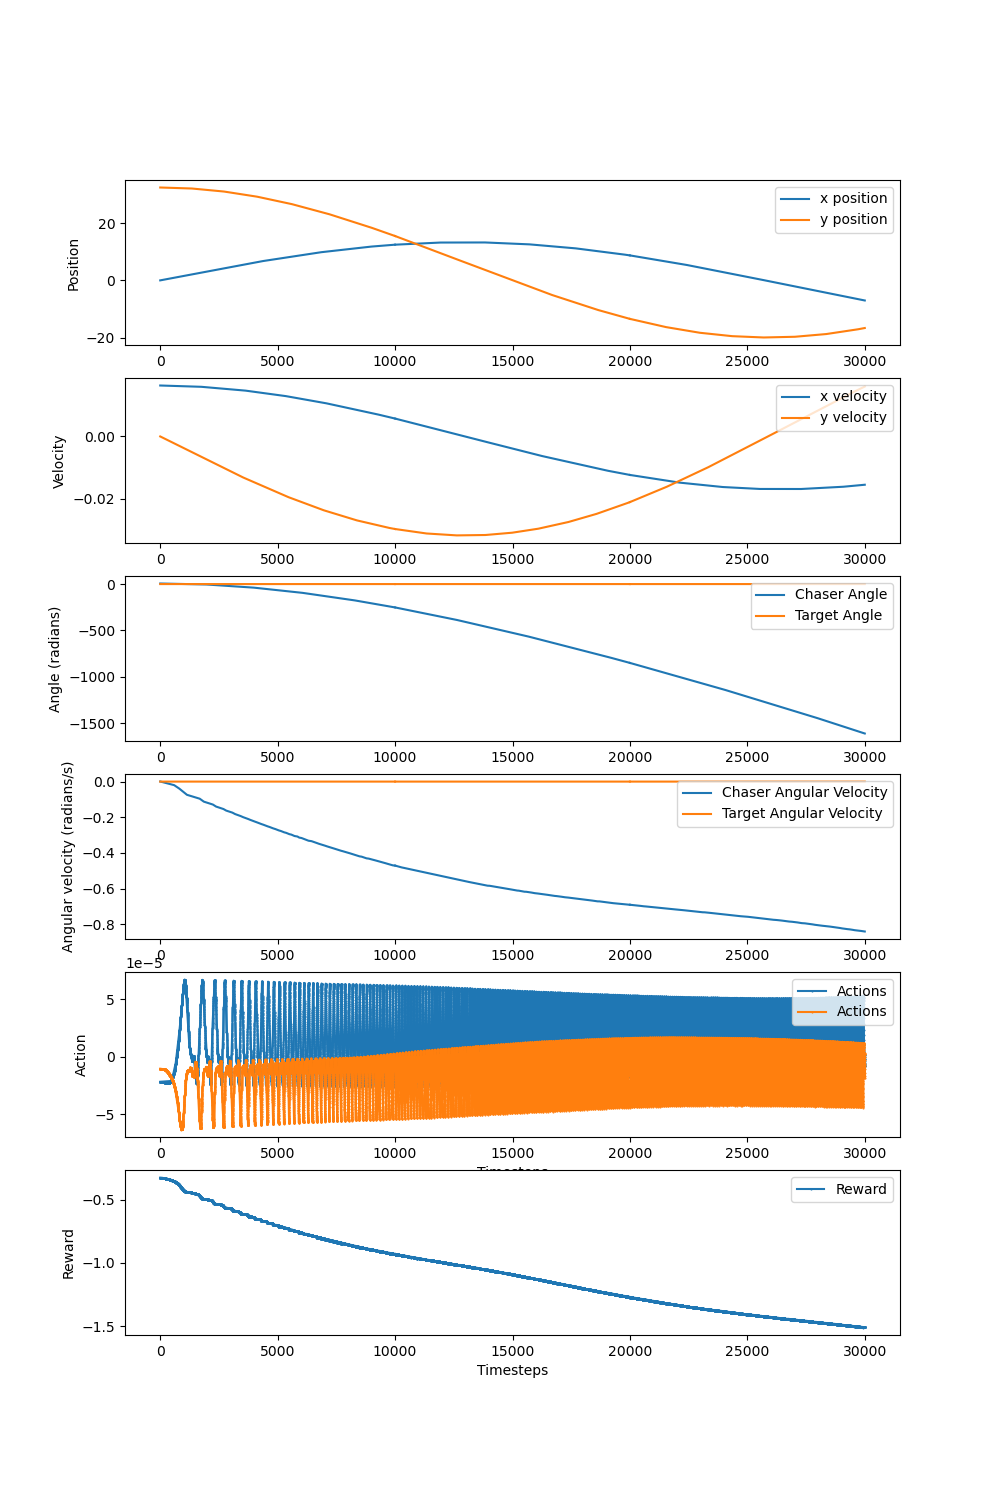 20
0
−20
Position
x position
y position
0 5000 10000 15000 20000 25000 30000
0.00
−0.02
Velocity
x velocity
y velocity
0 5000 10000 15000 20000 25000 30000
0
−500
−1000
−1500
Angle (radians)
Chaser Angle
Target Angle
0 5000 10000 15000 20000 25000 30000
0.0
−0.2
−0.4
−0.6
−0.8
Angular velocity (radians/s)
Chaser Angular Velocity
Target Angular Velocity
0 5000 10000 15000 20000 25000 30000
1e−5
5
0
−5
Action
Actions
Actions
0 5000 10000 15000 20000 25000 30000
Timesteps
−0.5
−1.0
−1.5
Reward
Reward
0 5000 10000 15000 20000 25000 30000
Timesteps